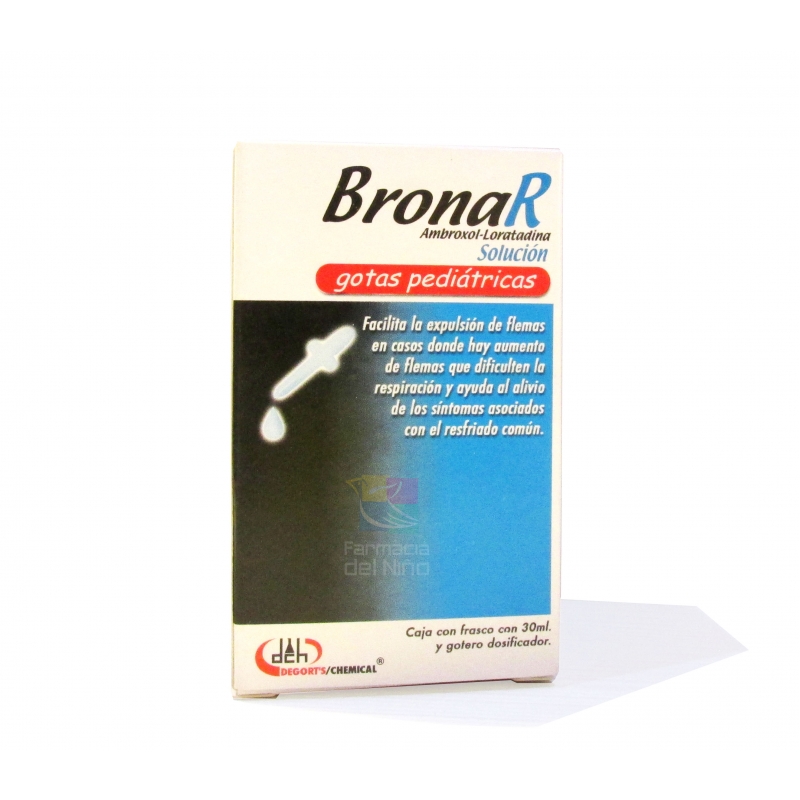 BronaR
Ambroxol-Loratadina
Solución
gotas pediátricas
Facilita la expulsión de flemas
en casos donde hay aumento
de flemas que dificulten la
respiración y ayuda al alivio
de los síntomas asociados
con el resfriado común.
Farmacia
del Niño
Caja con frasco con 30ml.
y gotero dosificador.
dch
DEGORT'S/CHEMICAL®